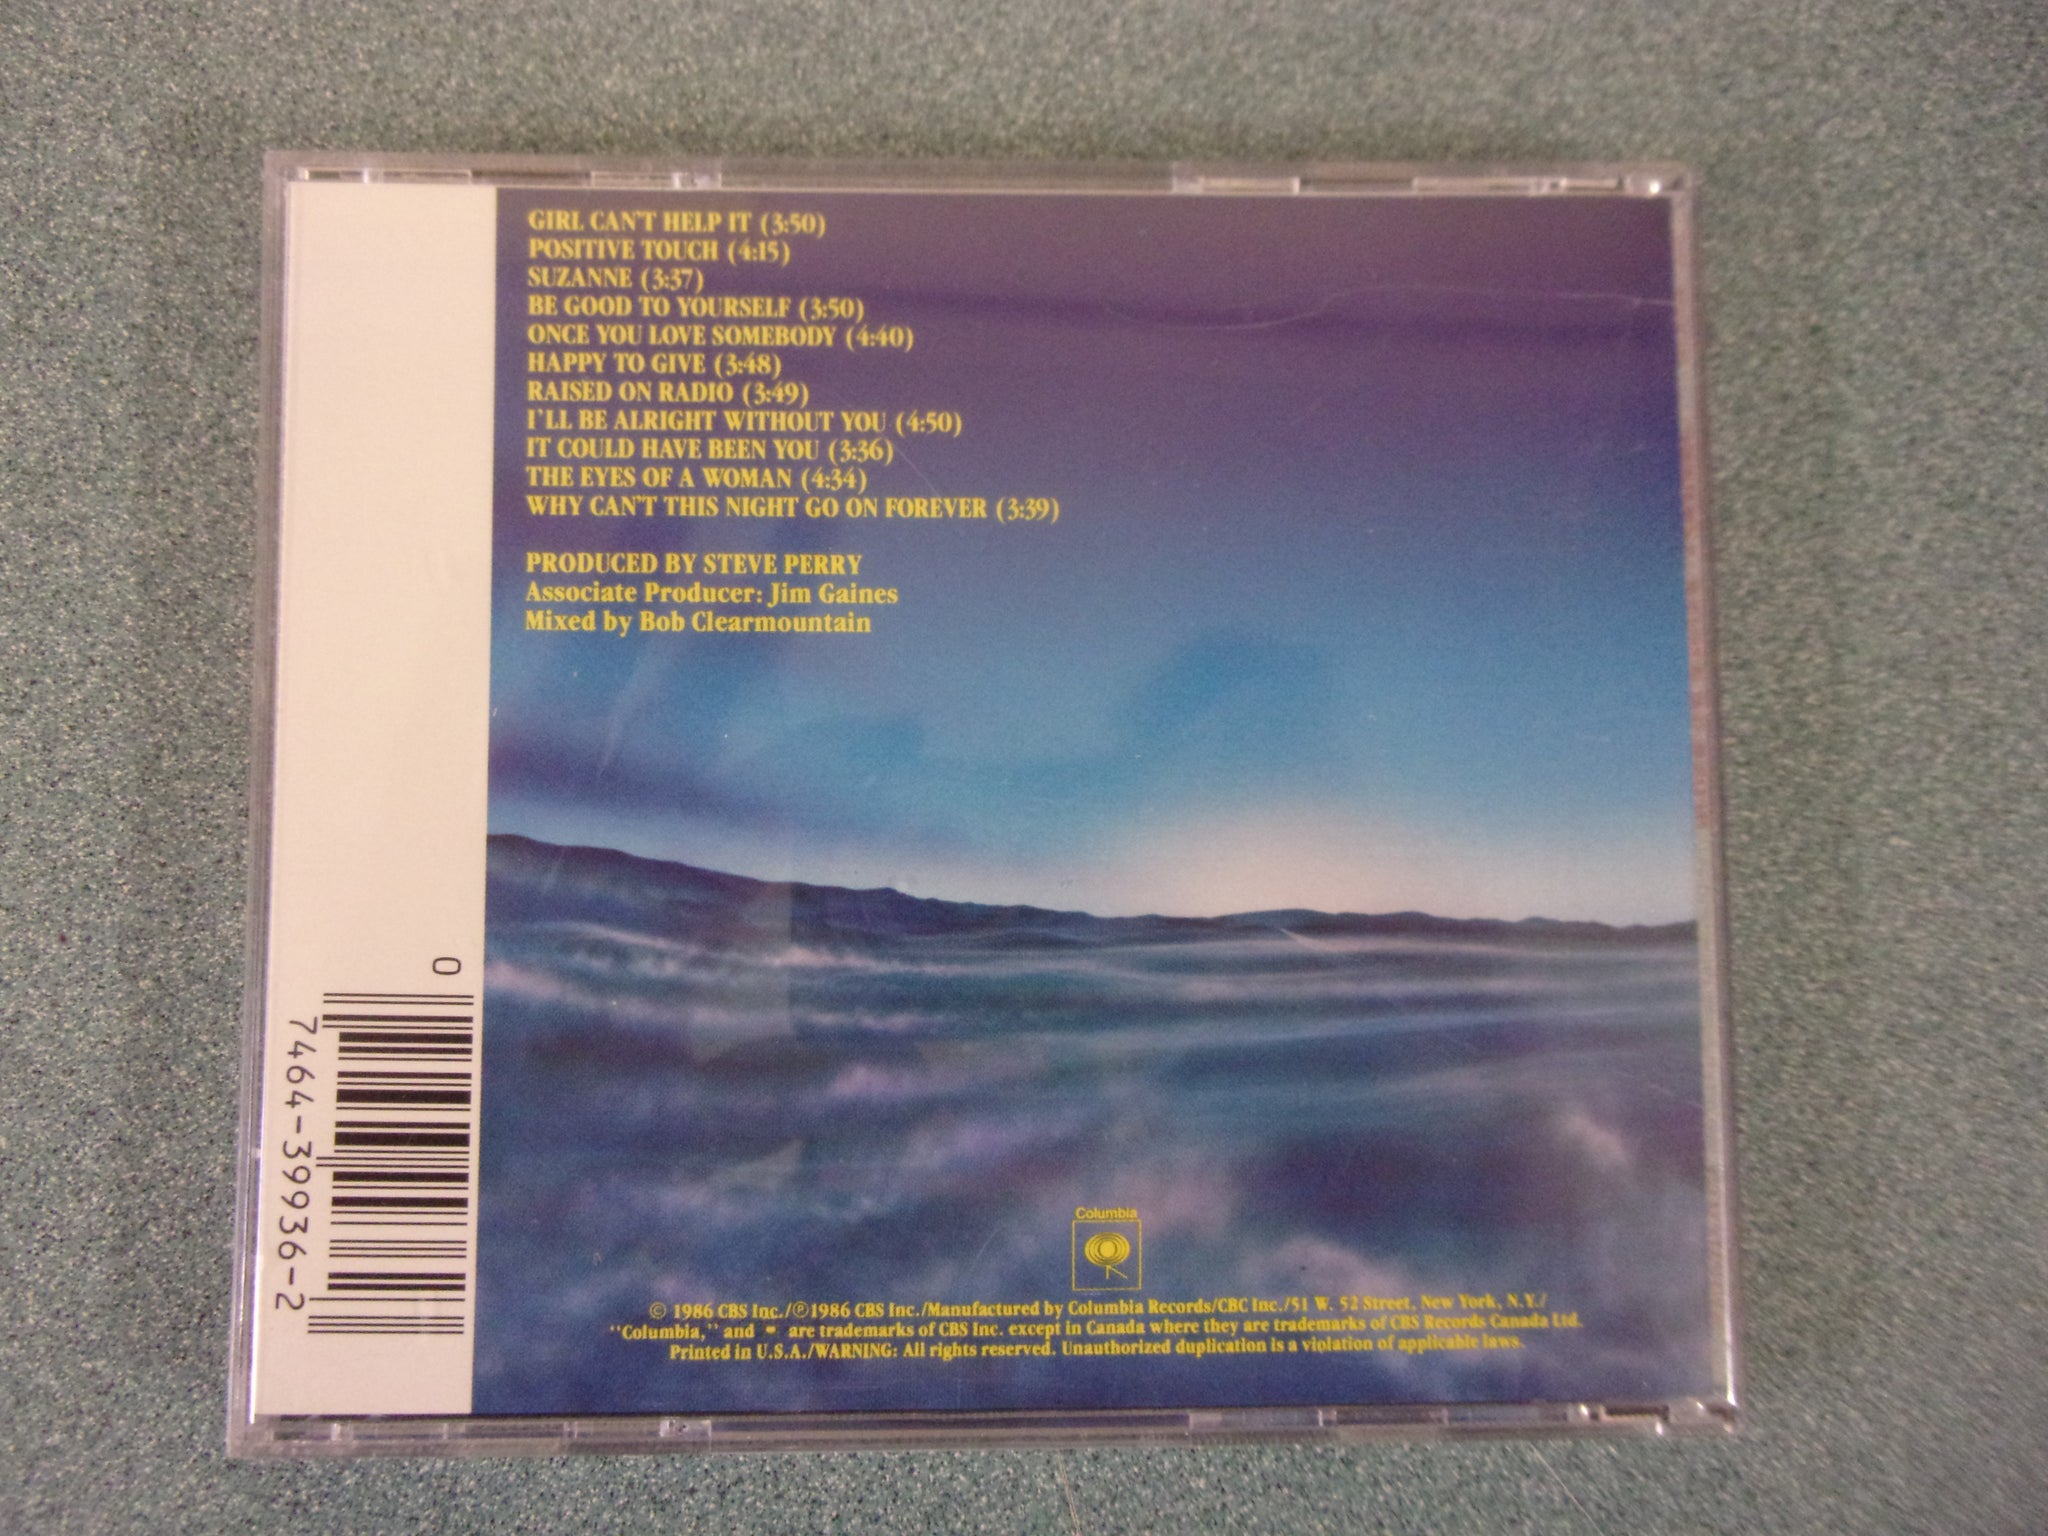 GIRL CAN'T HELP IT (3:50)
POSITIVE TOUCH (4:15)
SUZANNE (3:37)
BE GOOD TO YOURSELF (3:50)
ONCE YOU LOVE SOMEBODY (4:40)
HAPPY TO GIVE (3:48)
RAISED ON RADIO (3:49)
I'LL BE ALRIGHT WITHOUT YOU (4:50)
IT COULD HAVE BEEN YOU (3:36)
THE EYES OF A WOMAN (4:34)
WHY CAN'T THIS NIGHT GO ON FOREVER (3:39)
PRODUCED BY STEVE PERRY
Associate Producer: Jim Gaines
Mixed by Bob Clearmountain
0
7464-39936-2
Columbia
© 1986 CBS Inc./℗ 1986 CBS Inc./Manufactured by Columbia Records/CBC Inc./51 W. 52 Street, New York, N.Y./
"Columbia," and are trademarks of CBS Inc. except in Canada where they are trademarks of CBS Records Canada Ltd.
Printed in U.S.A./WARNING: All rights reserved. Unauthorized duplication is a violation of applicable laws.